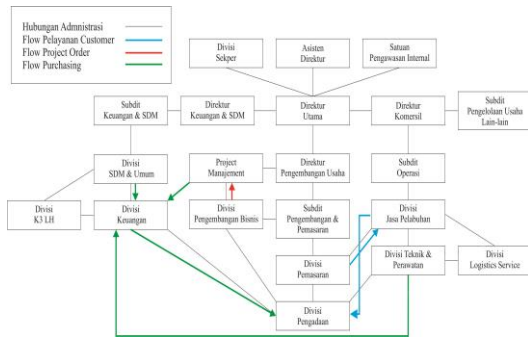 Hubungan Admnistrasi
Flow Pelayanan Customer
Flow Project Order
Flow Purchasing
Divisi
Sekper
Asisten
Direktur
Satuan
Pengawasan Internal
Subdit
Keuangan & SDM
Direktur
Keuangan & SDM
Direktur
Utama
Direktur
Komersil
Subdit
Pengelolaan Usaha
Lain-lain
Divisi
SDM & Umum
Project
Manajement
Direktur
Pengembangan Usaha
Subdit
Operasi
Divisi
K3 LH
Divisi
Keuangan
Divisi
Pengembangan Bisnis
Subdit
Pengembangan &
Pemasaran
Divisi
Jasa Pelabuhan
Divisi
Pemasaran
Divisi Teknik &
Perawatan
Divisi
Logistics Service
Divisi
Pengadaan